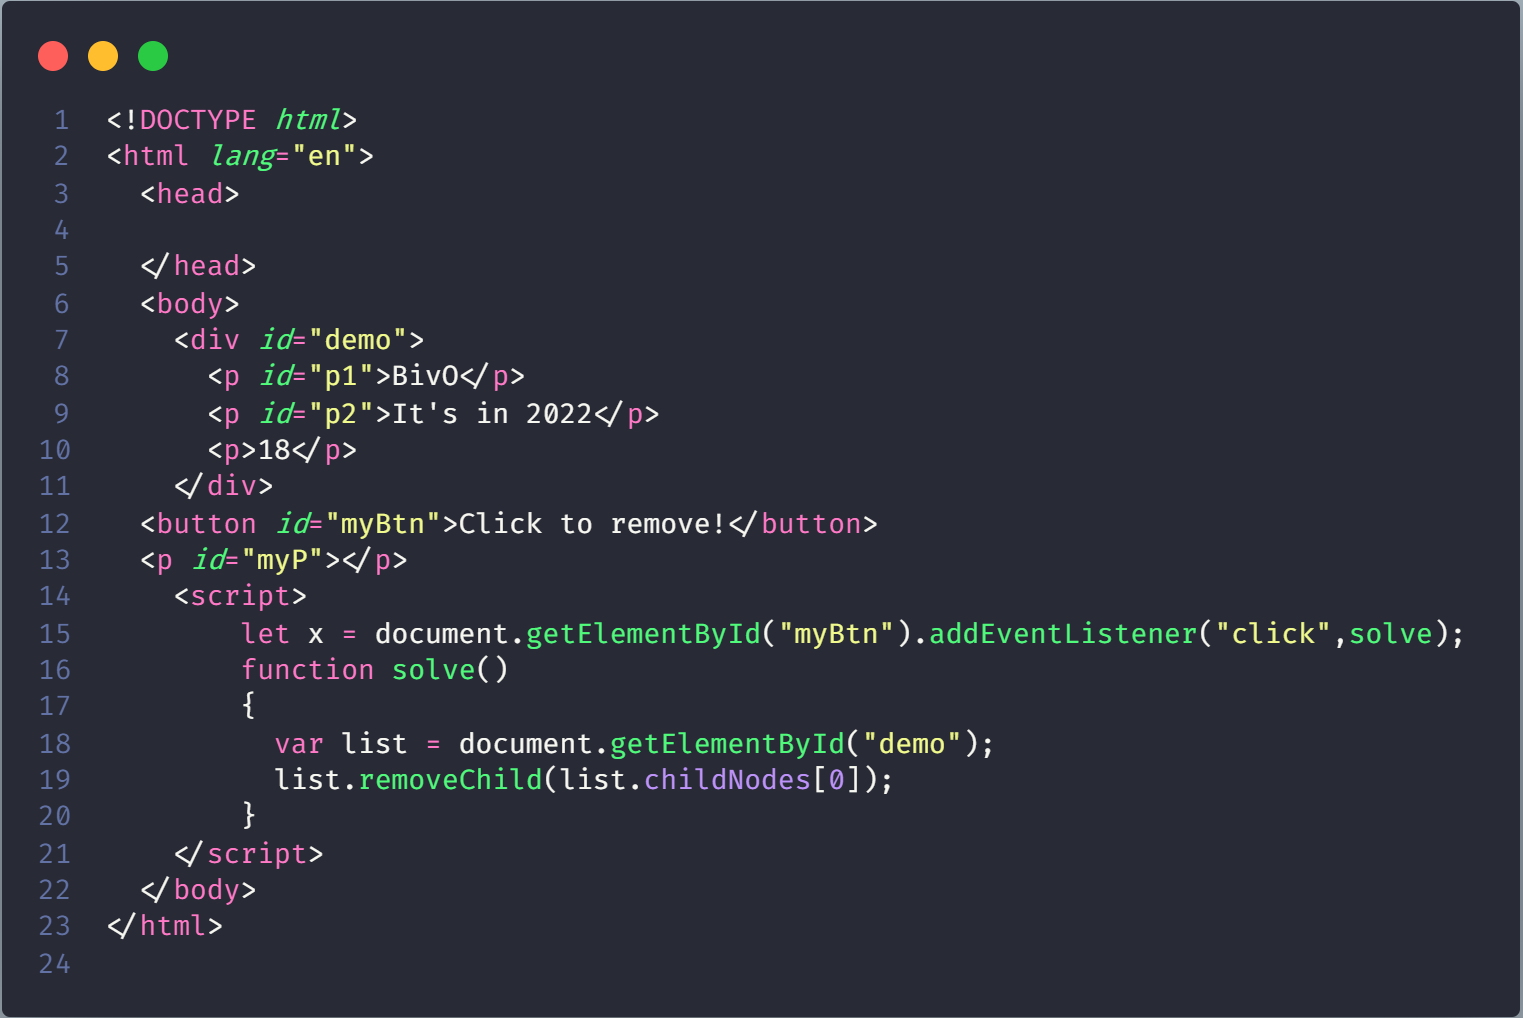 1 <!DOCTYPE html>
2 <html lang="en">
3   <head>
4
5   </head>
6   <body>
7     <div id="demo">
8       <p id="p1">BivO</p>
9       <p id="p2">It's in 2022</p>
10       <p>18</p>
11     </div>
12   <button id="myBtn">Click to remove!</button>
13   <p id="myP"></p>
14     <script>
15         let x = document.getElementById("myBtn").addEventListener("click",solve);
16         function solve()
17         {
18           var list = document.getElementById("demo");
19           list.removeChild(list.childNodes[0]);
20         }
21     </script>
22   </body>
23 </html>
24